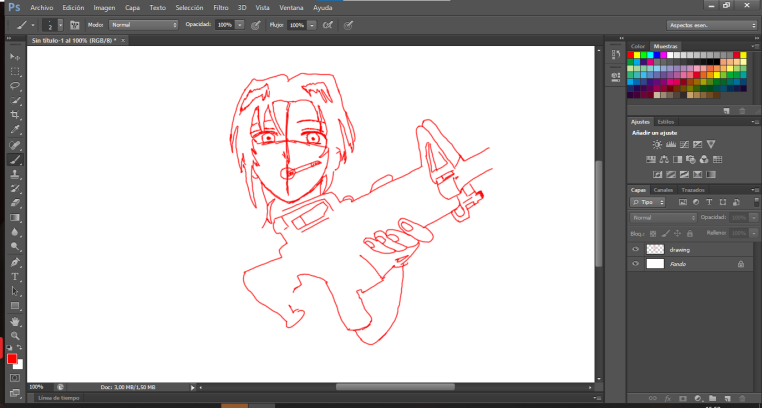 Ps Archivo Edición Imagen Capa Texto Selección Filtro 3D Vista Ventana Ayuda
2 Modo: Normal Opacidad: 100% Flujo: 100% Aspectos esen.
Sin título-1 al 100% (RGB/8) * ×
Color Muestras
Ajustes Estilos
Añadir un ajuste
Capas Canales Trazados
Tipo
Normal Opacidad: 100%
Bloq.: Relleno: 100%
drawing
Fondo
100% Doc: 3,00 MB/1,50 MB
Línea de tiempo